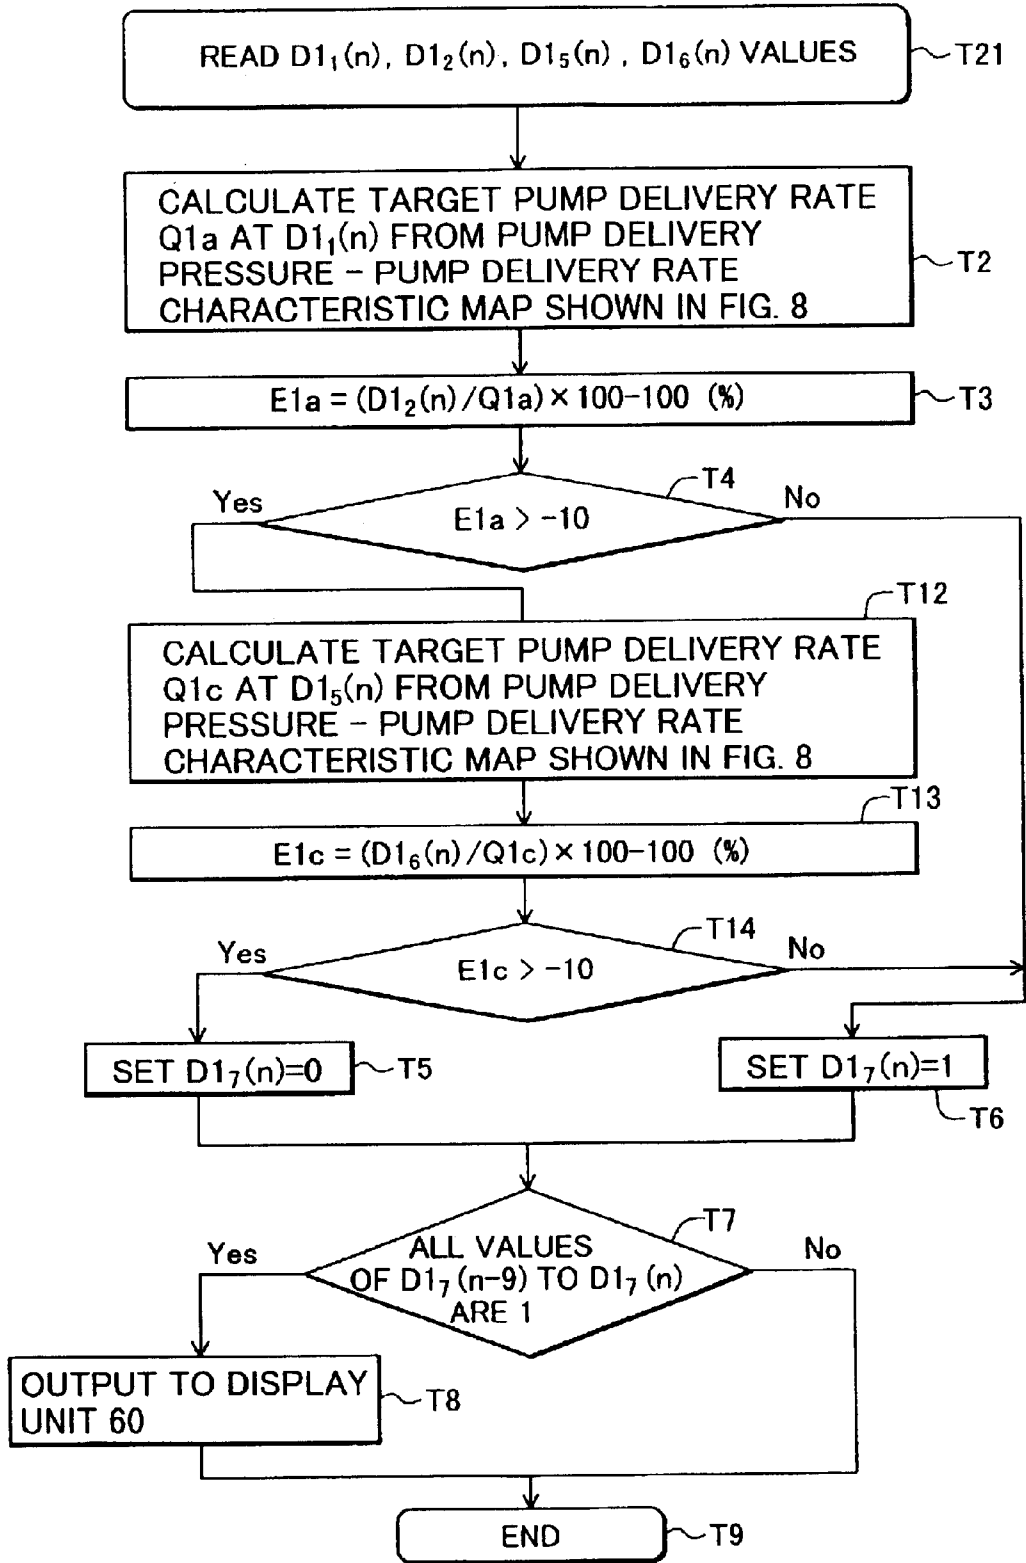 READ D1₁(n), D1₂(n), D1₅(n), D1₆(n) VALUES
T21
CALCULATE TARGET PUMP DELIVERY RATE
Q1a AT D1₁(n) FROM PUMP DELIVERY
PRESSURE – PUMP DELIVERY RATE
CHARACTERISTIC MAP SHOWN IN FIG. 8
T2
E1a = (D1₂(n)/Q1a) × 100–100 (%)
T3
T4
Yes
No
E1a > –10
T12
CALCULATE TARGET PUMP DELIVERY RATE
Q1c AT D1₅(n) FROM PUMP DELIVERY
PRESSURE – PUMP DELIVERY RATE
CHARACTERISTIC MAP SHOWN IN FIG. 8
T13
E1c = (D1₆(n)/Q1c) × 100–100 (%)
T14
Yes
No
E1c > –10
SET D1₇(n)=0
T5
SET D1₇(n)=1
T6
T7
Yes
No
ALL VALUES
OF D1₇(n–9) TO D1₇(n)
ARE 1
OUTPUT TO DISPLAY
UNIT 60
T8
END
T9